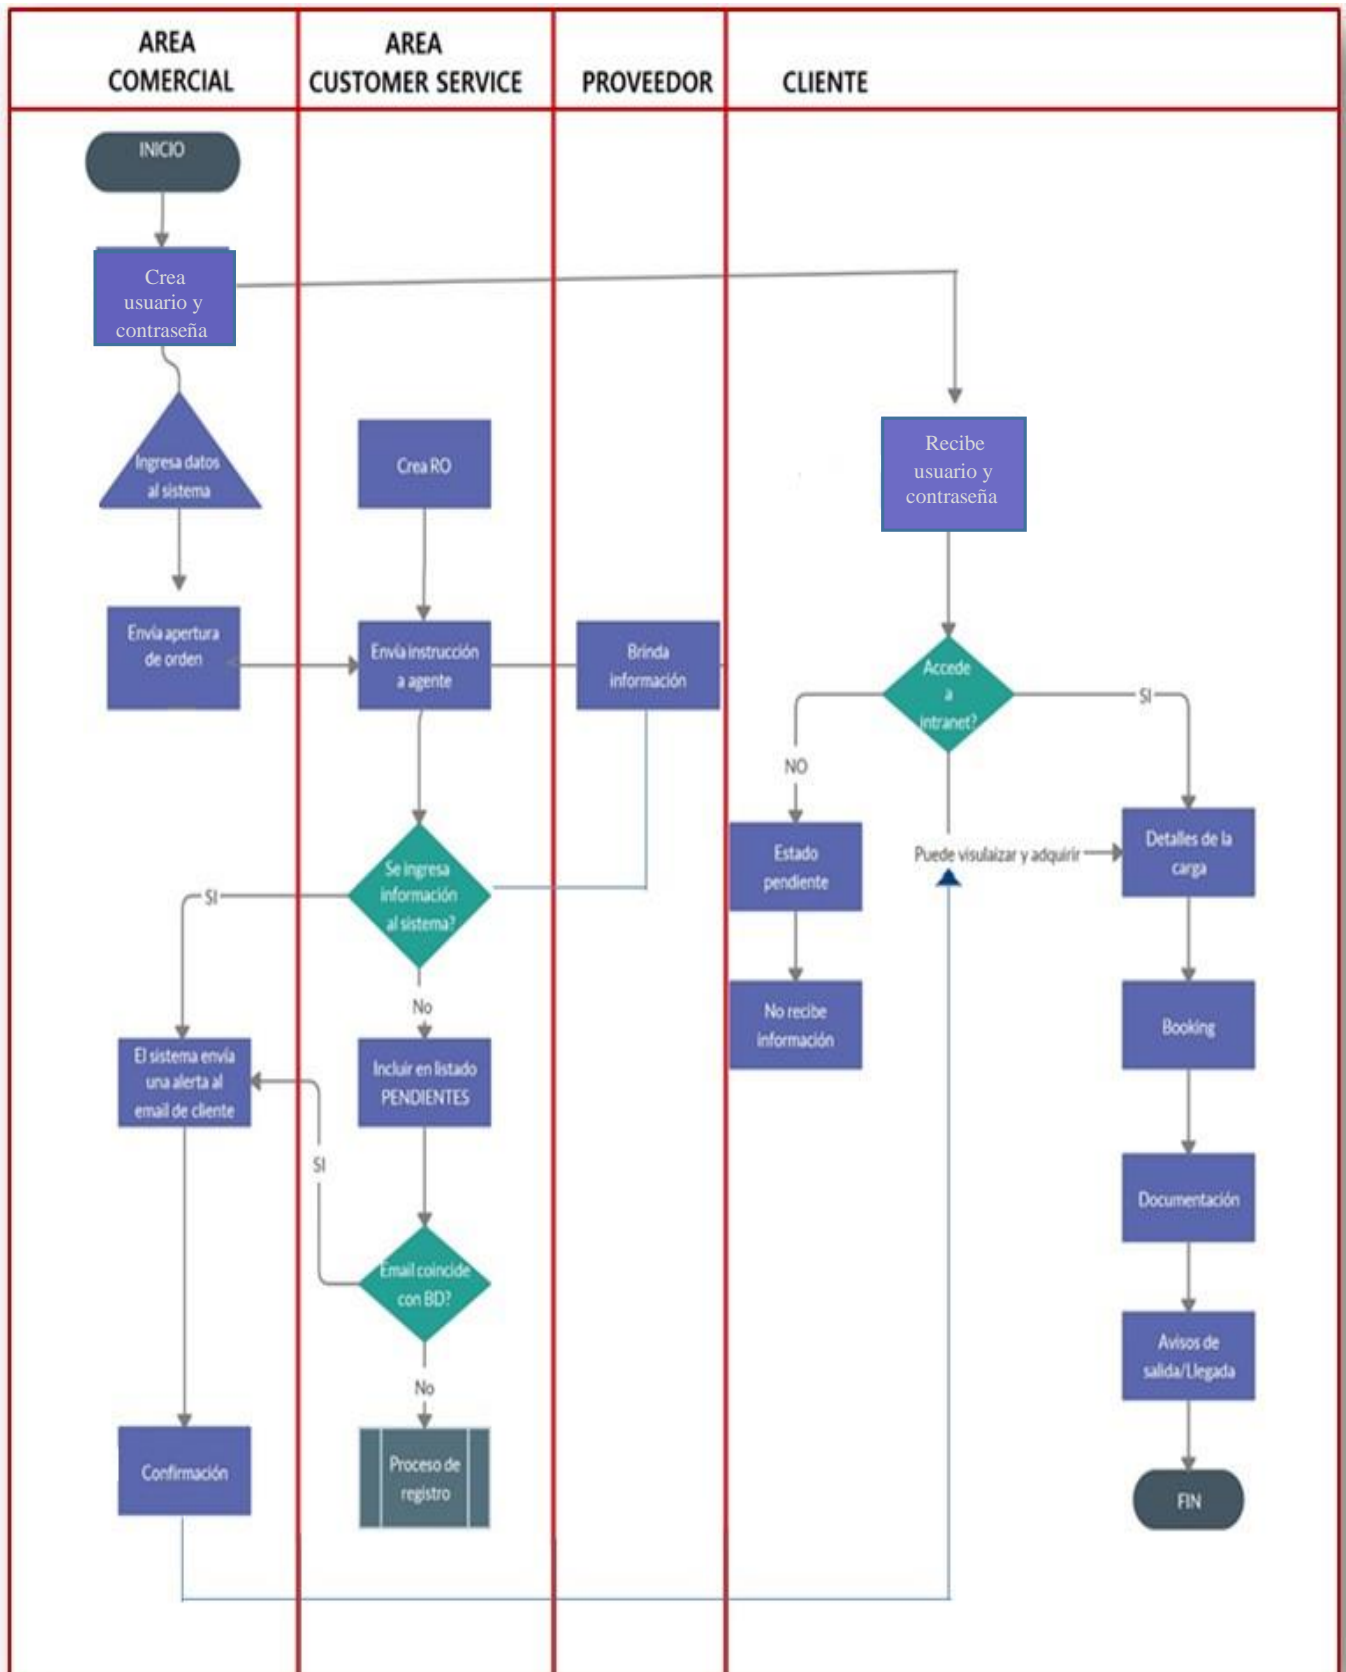 AREA
COMERCIAL
AREA
CUSTOMER SERVICE
PROVEEDOR
CLIENTE
INICIO
Crea
usuario y
contraseña
Ingresa datos
al sistema
Crea RO
Recibe
usuario y
contraseña
Envía apertura
de orden
Envía instrucción
a agente
Brinda
información
Accede
a
intranet?
SI
NO
Se ingresa
información
al sistema?
SI
No
Estado
pendiente
Puede visulaizar y adquirir
Detalles de la
carga
No recibe
información
Booking
El sistema envía
una alerta al
email de cliente
Incluir en listado
PENDIENTES
SI
Documentación
Email coincide
con BD?
No
Avisos de
salida/Llegada
Confirmación
Proceso de
registro
FIN